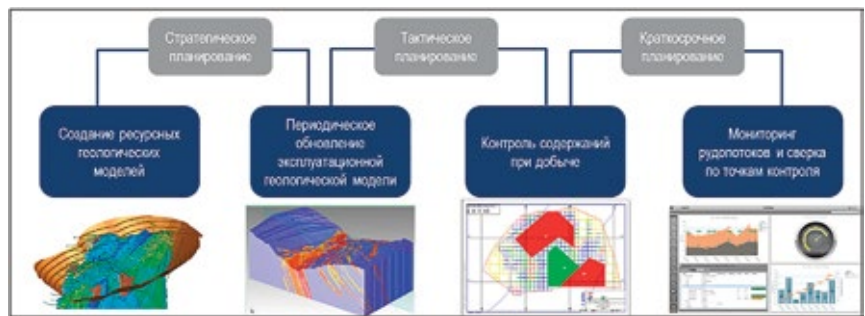 Стратегическое
планирование
Тактическое
планирование
Краткосрочное
планирование
Создание ресурсных
геологических
моделей
Периодическое
обновление
эксплуатационной
геологической модели
Контроль содержаний
при добыче
Мониторинг
рудопотоков и сверка
по точкам контроля